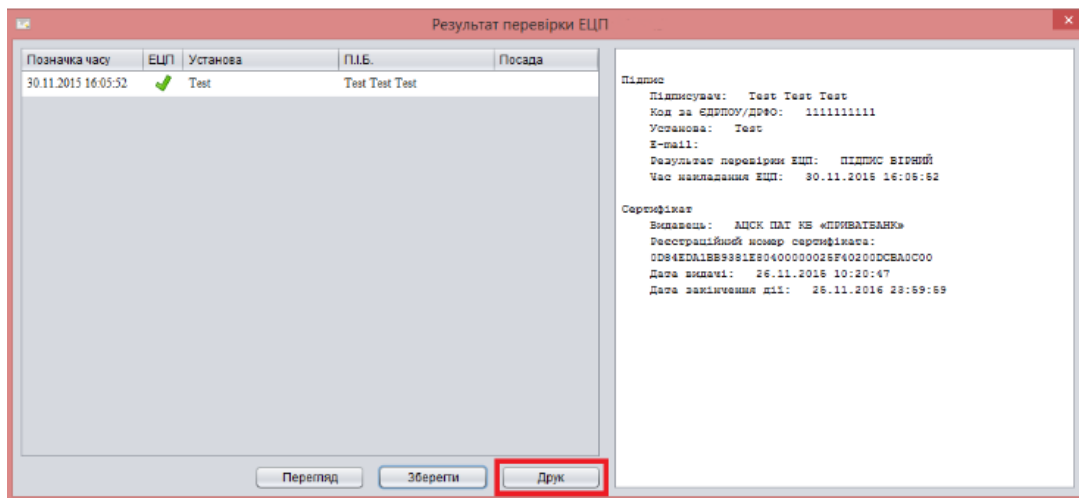 Результат перевірки ЕЦП
Позначка часу ЕЦП Установа П.І.Б. Посада
30.11.2015 16:05:52 Test Test Test Test
Підпис
Підписувач: Test Test Test
Код за ЄДРПОУ/ДРФО: 1111111111
Установа: Test
E-mail:
Результат перевірки ЕЦП: ПІДПИС ВІРНИЙ
Час накладання ЕЦП: 30.11.2015 16:05:52
Сертифікат
Видавець: АЦСК ПАТ КБ «ПРИВАТБАНК»
Реєстраційний номер сертифіката:
0D84EDA1BB9381E80400000025F40200DCBA0C00
Дата видачі: 26.11.2015 10:20:47
Дата закінчення дії: 25.11.2016 23:59:59
Перегляд Зберегти Друк